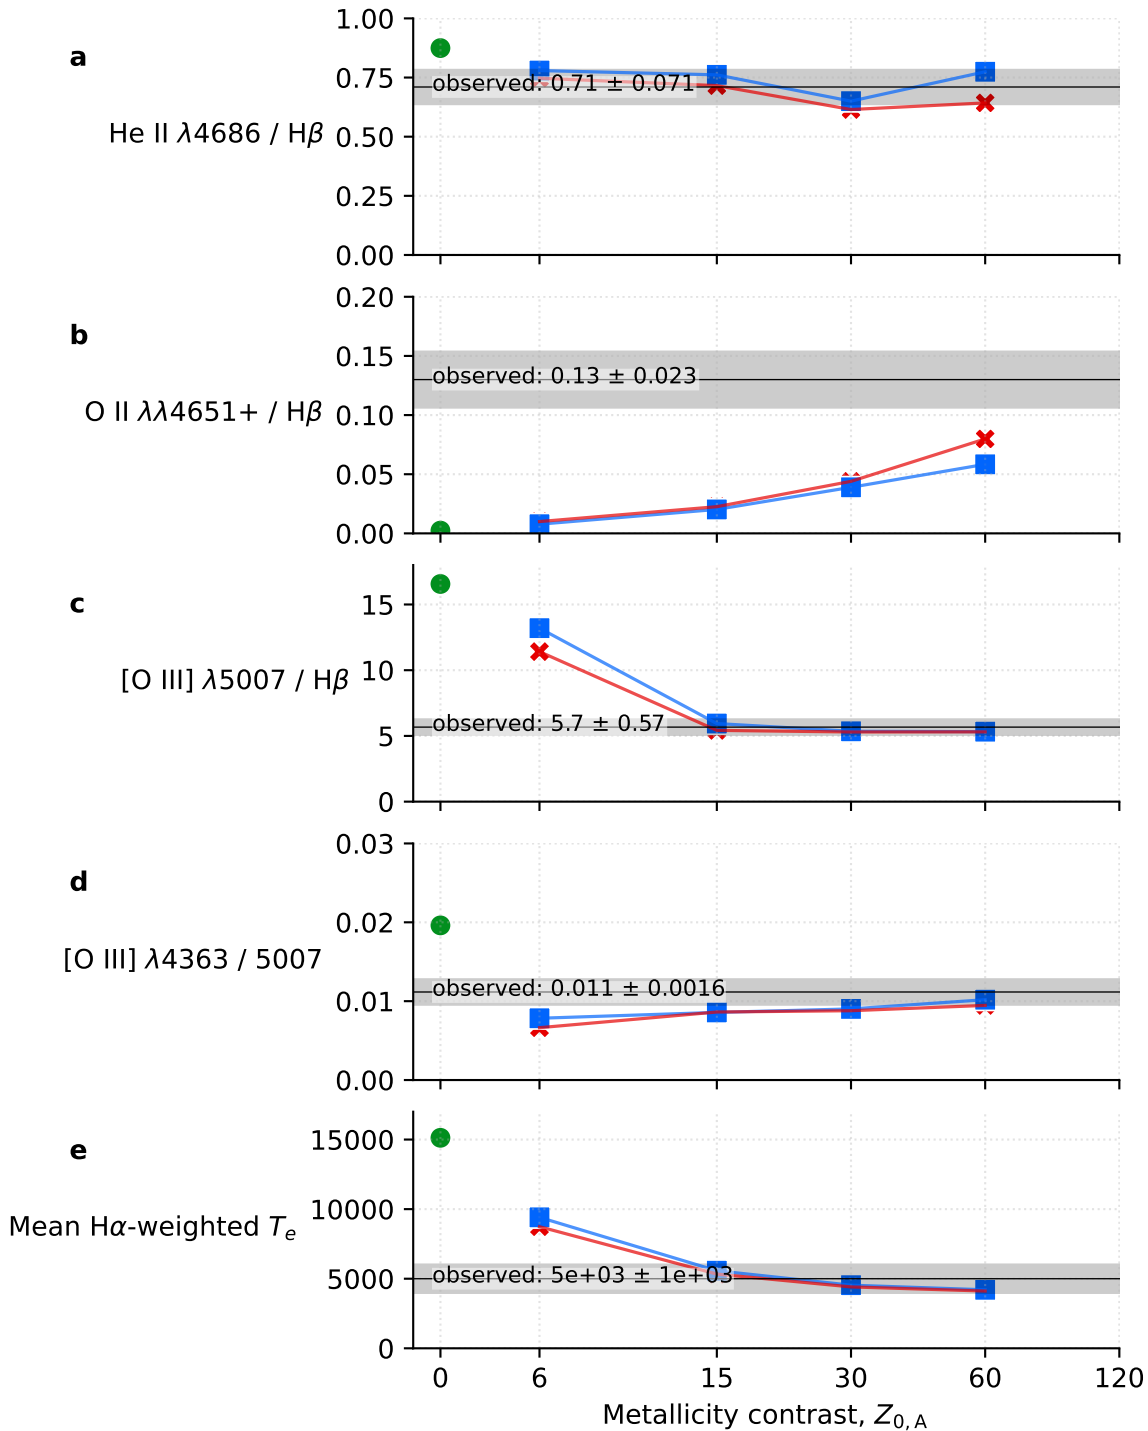 a
He II λ4686 / Hβ
1.00
0.75
0.50
0.25
0.00
observed: 0.71 ± 0.071
b
O II λλ4651+ / Hβ
0.20
0.15
0.10
0.05
0.00
observed: 0.13 ± 0.023
c
[O III] λ5007 / Hβ
15
10
5
0
observed: 5.7 ± 0.57
d
[O III] λ4363 / 5007
0.03
0.02
0.01
0.00
observed: 0.011 ± 0.0016
e
Mean Hα-weighted Te
15000
10000
5000
0
observed: 5e+03 ± 1e+03
0 6 15 30 60 120
Metallicity contrast, Z0, A